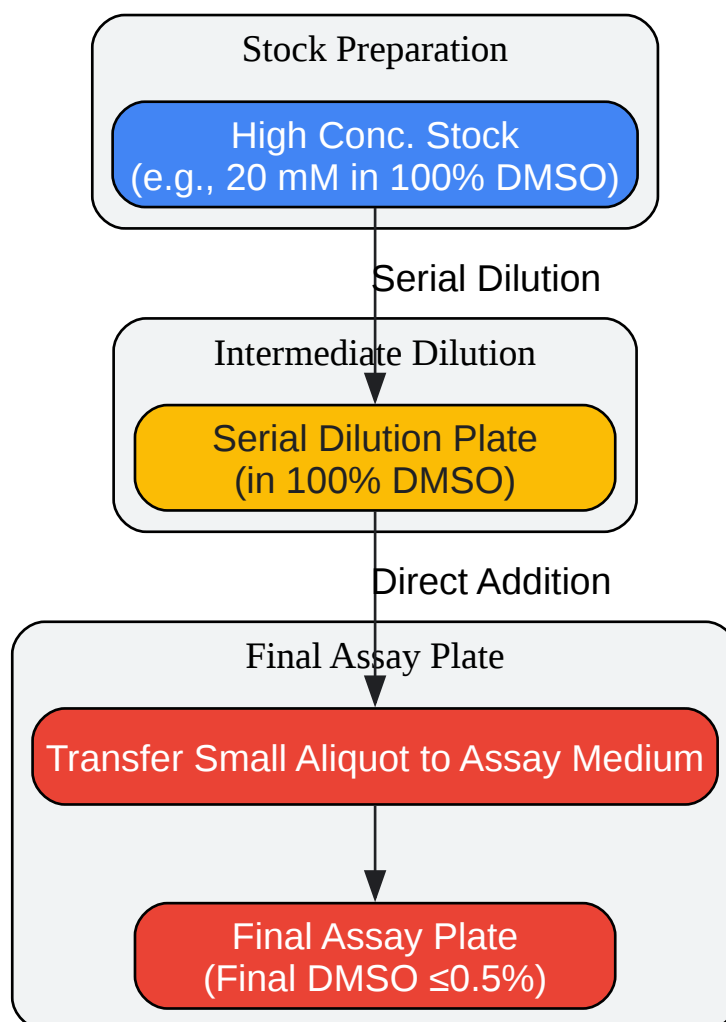 Stock Preparation
High Conc. Stock
(e.g., 20 mM in 100% DMSO)
Serial Dilution
Intermediate Dilution
Serial Dilution Plate
(in 100% DMSO)
Direct Addition
Final Assay Plate
Transfer Small Aliquot to Assay Medium
Final Assay Plate
(Final DMSO ≤0.5%)